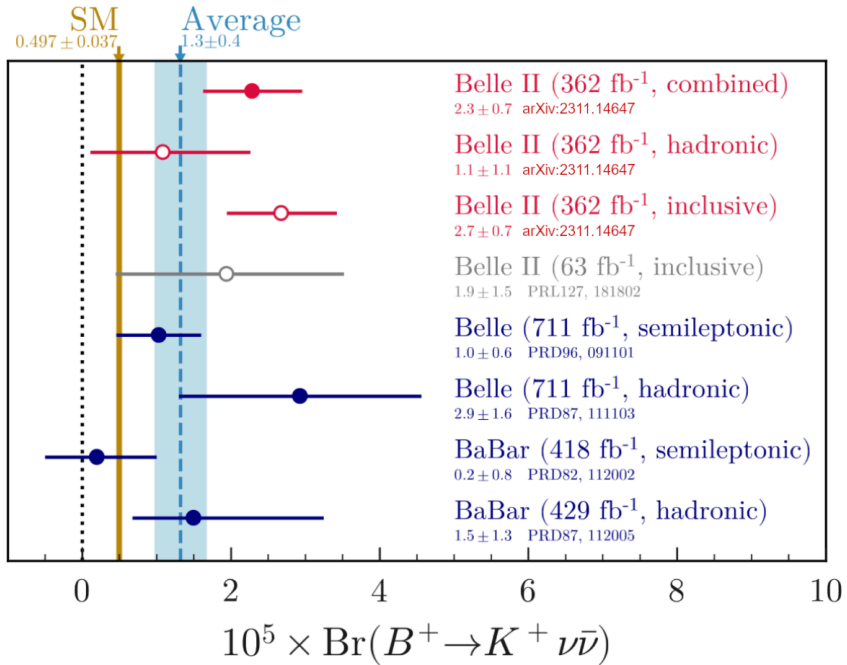 SM
0.497 ± 0.037
Average
1.3±0.4
Belle II (362 fb⁻¹, combined)
2.3 ± 0.7 arXiv:2311.14647
Belle II (362 fb⁻¹, hadronic)
1.1 ± 1.1 arXiv:2311.14647
Belle II (362 fb⁻¹, inclusive)
2.7 ± 0.7 arXiv:2311.14647
Belle II (63 fb⁻¹, inclusive)
1.9 ± 1.5 PRL127, 181802
Belle (711 fb⁻¹, semileptonic)
1.0 ± 0.6 PRD96, 091101
Belle (711 fb⁻¹, hadronic)
2.9 ± 1.6 PRD87, 111103
BaBar (418 fb⁻¹, semileptonic)
0.2 ± 0.8 PRD82, 112002
BaBar (429 fb⁻¹, hadronic)
1.5 ± 1.3 PRD87, 112005
0 2 4 6 8 10
10⁵ × Br(B⁺→K⁺νν̄)